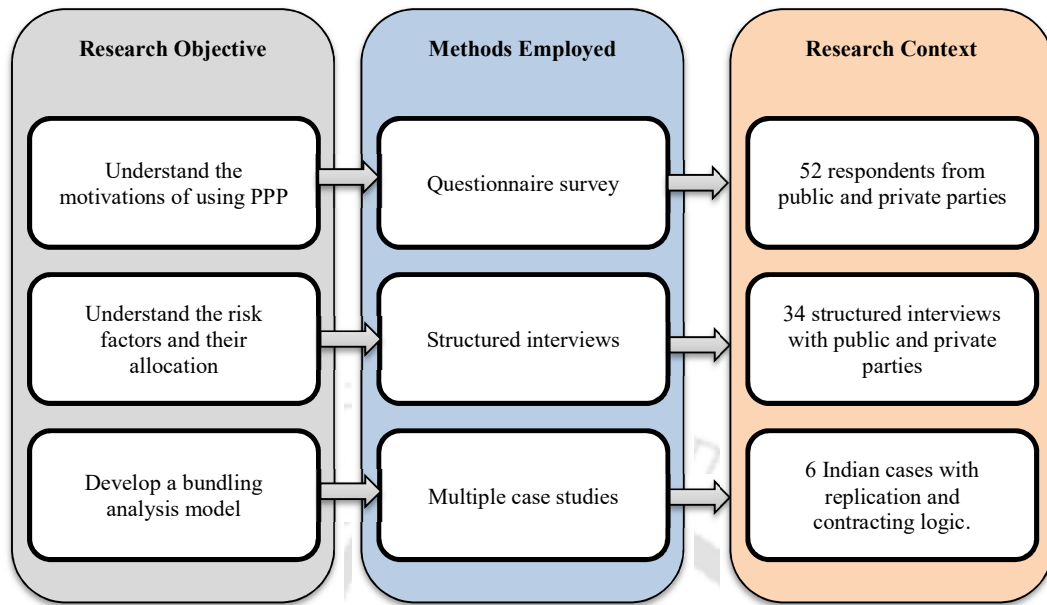 Research Objective
Understand the
motivations of using PPP
Understand the risk
factors and their
allocation
Develop a bundling
analysis model
Methods Employed
Questionnaire survey
Structured interviews
Multiple case studies
Research Context
52 respondents from
public and private parties
34 structured interviews
with public and private
parties
6 Indian cases with
replication and
contracting logic.